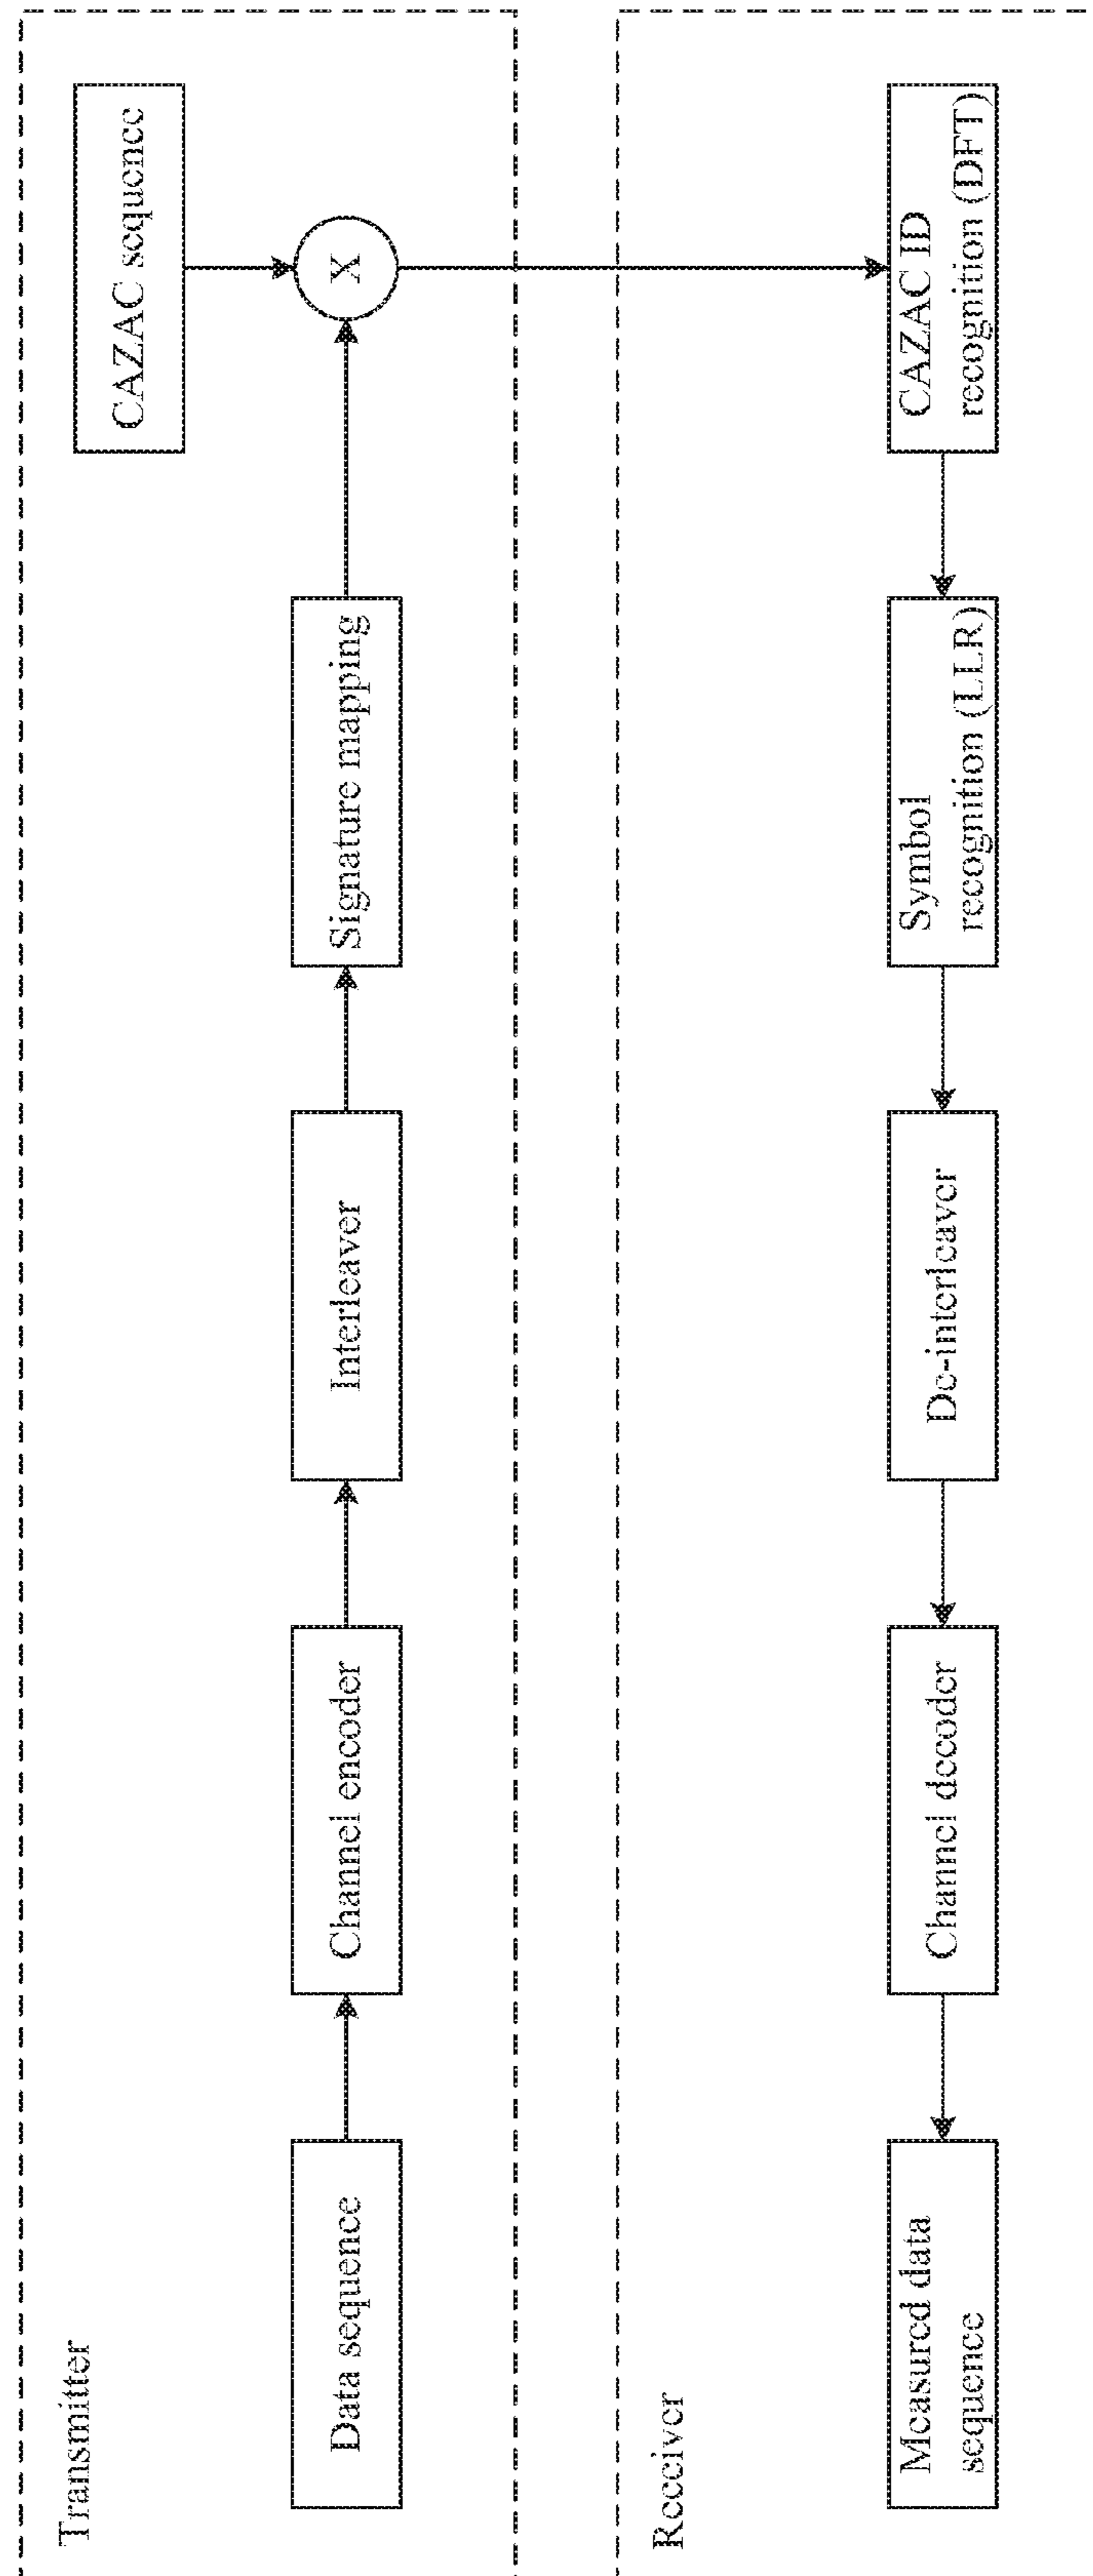 Transmitter
CAZAC sequence
Data sequence
Channel encoder
Interleaver
Signature mapping
X
Receiver
Measured data
sequence
Channel decoder
De-interleaver
Symbol
recognition (LLR)
CAZAC ID
recognition (DFT)